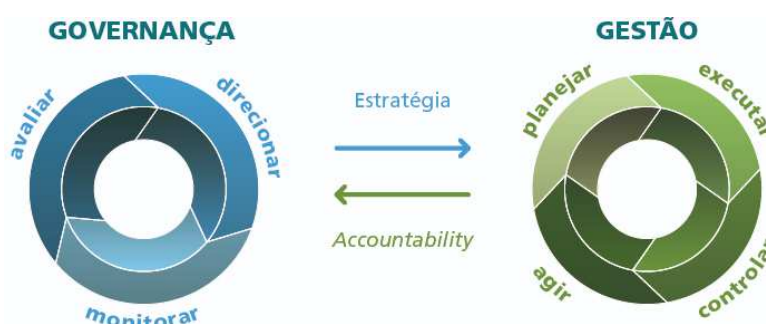 GOVERNANÇA
avaliar
direcionar
monitorar
Estratégia
Accountability
GESTÃO
planejar
executar
controlar
agir